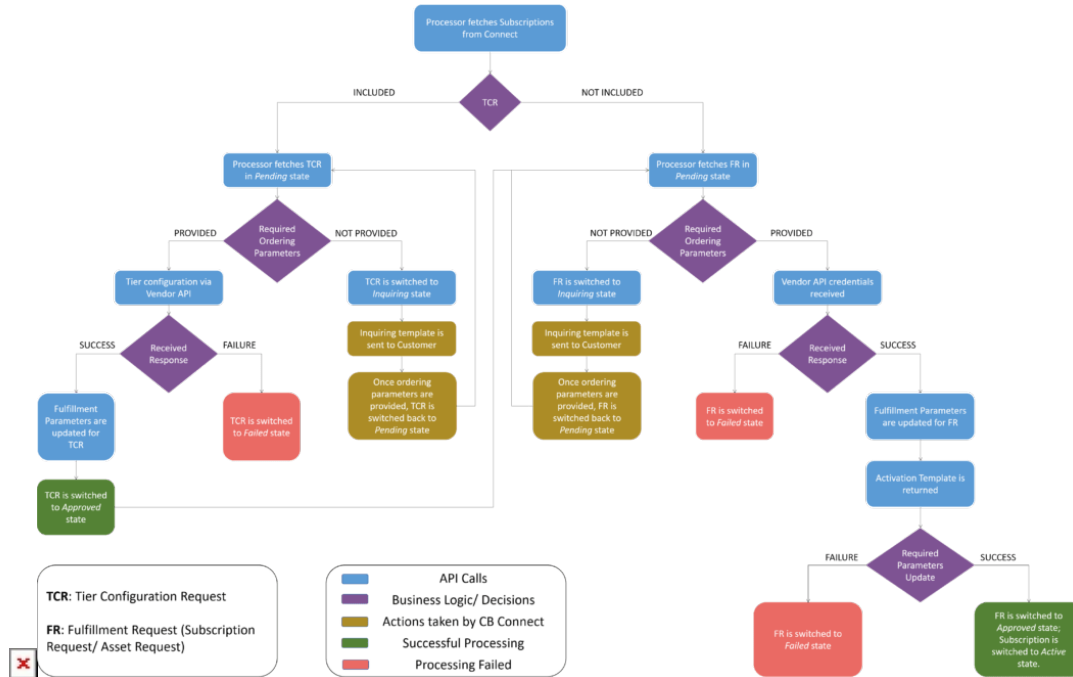 Processor fetches Subscriptions
from Connect
INCLUDED
TCR
NOT INCLUDED
Processor fetches TCR
in Pending state
Processor fetches FR in
Pending state
PROVIDED
Required
Ordering
Parameters
NOT PROVIDED
NOT PROVIDED
Required
Ordering
Parameters
PROVIDED
Tier configuration via
Vendor API
TCR is switched to
Inquiring state
FR is switched to
Inquiring state
Vendor API credentials
received
SUCCESS
Received
Response
FAILURE
Inquiring template is
sent to Customer
Inquiring template is
sent to Customer
FAILURE
Received
Response
SUCCESS
Fulfillment
Parameters are
updated for
TCR
TCR is switched
to Failed state
Once ordering
parameters are
provided, TCR is
switched back to
Pending state
Once ordering
parameters are
provided, FR is
switched back to
Pending state
FR is switched
to Failed state
Fulfillment Parameters
are updated for FR
TCR is switched
to Approved
state
Activation Template is
returned
FAILURE
Required
Parameters
Update
SUCCESS
FR is switched to
Failed state
FR is switched to
Approved state;
Subscription is
switched to Active
state.
TCR: Tier Configuration Request
FR: Fulfillment Request (Subscription
Request/ Asset Request)
API Calls
Business Logic/ Decisions
Actions taken by CB Connect
Successful Processing
Processing Failed